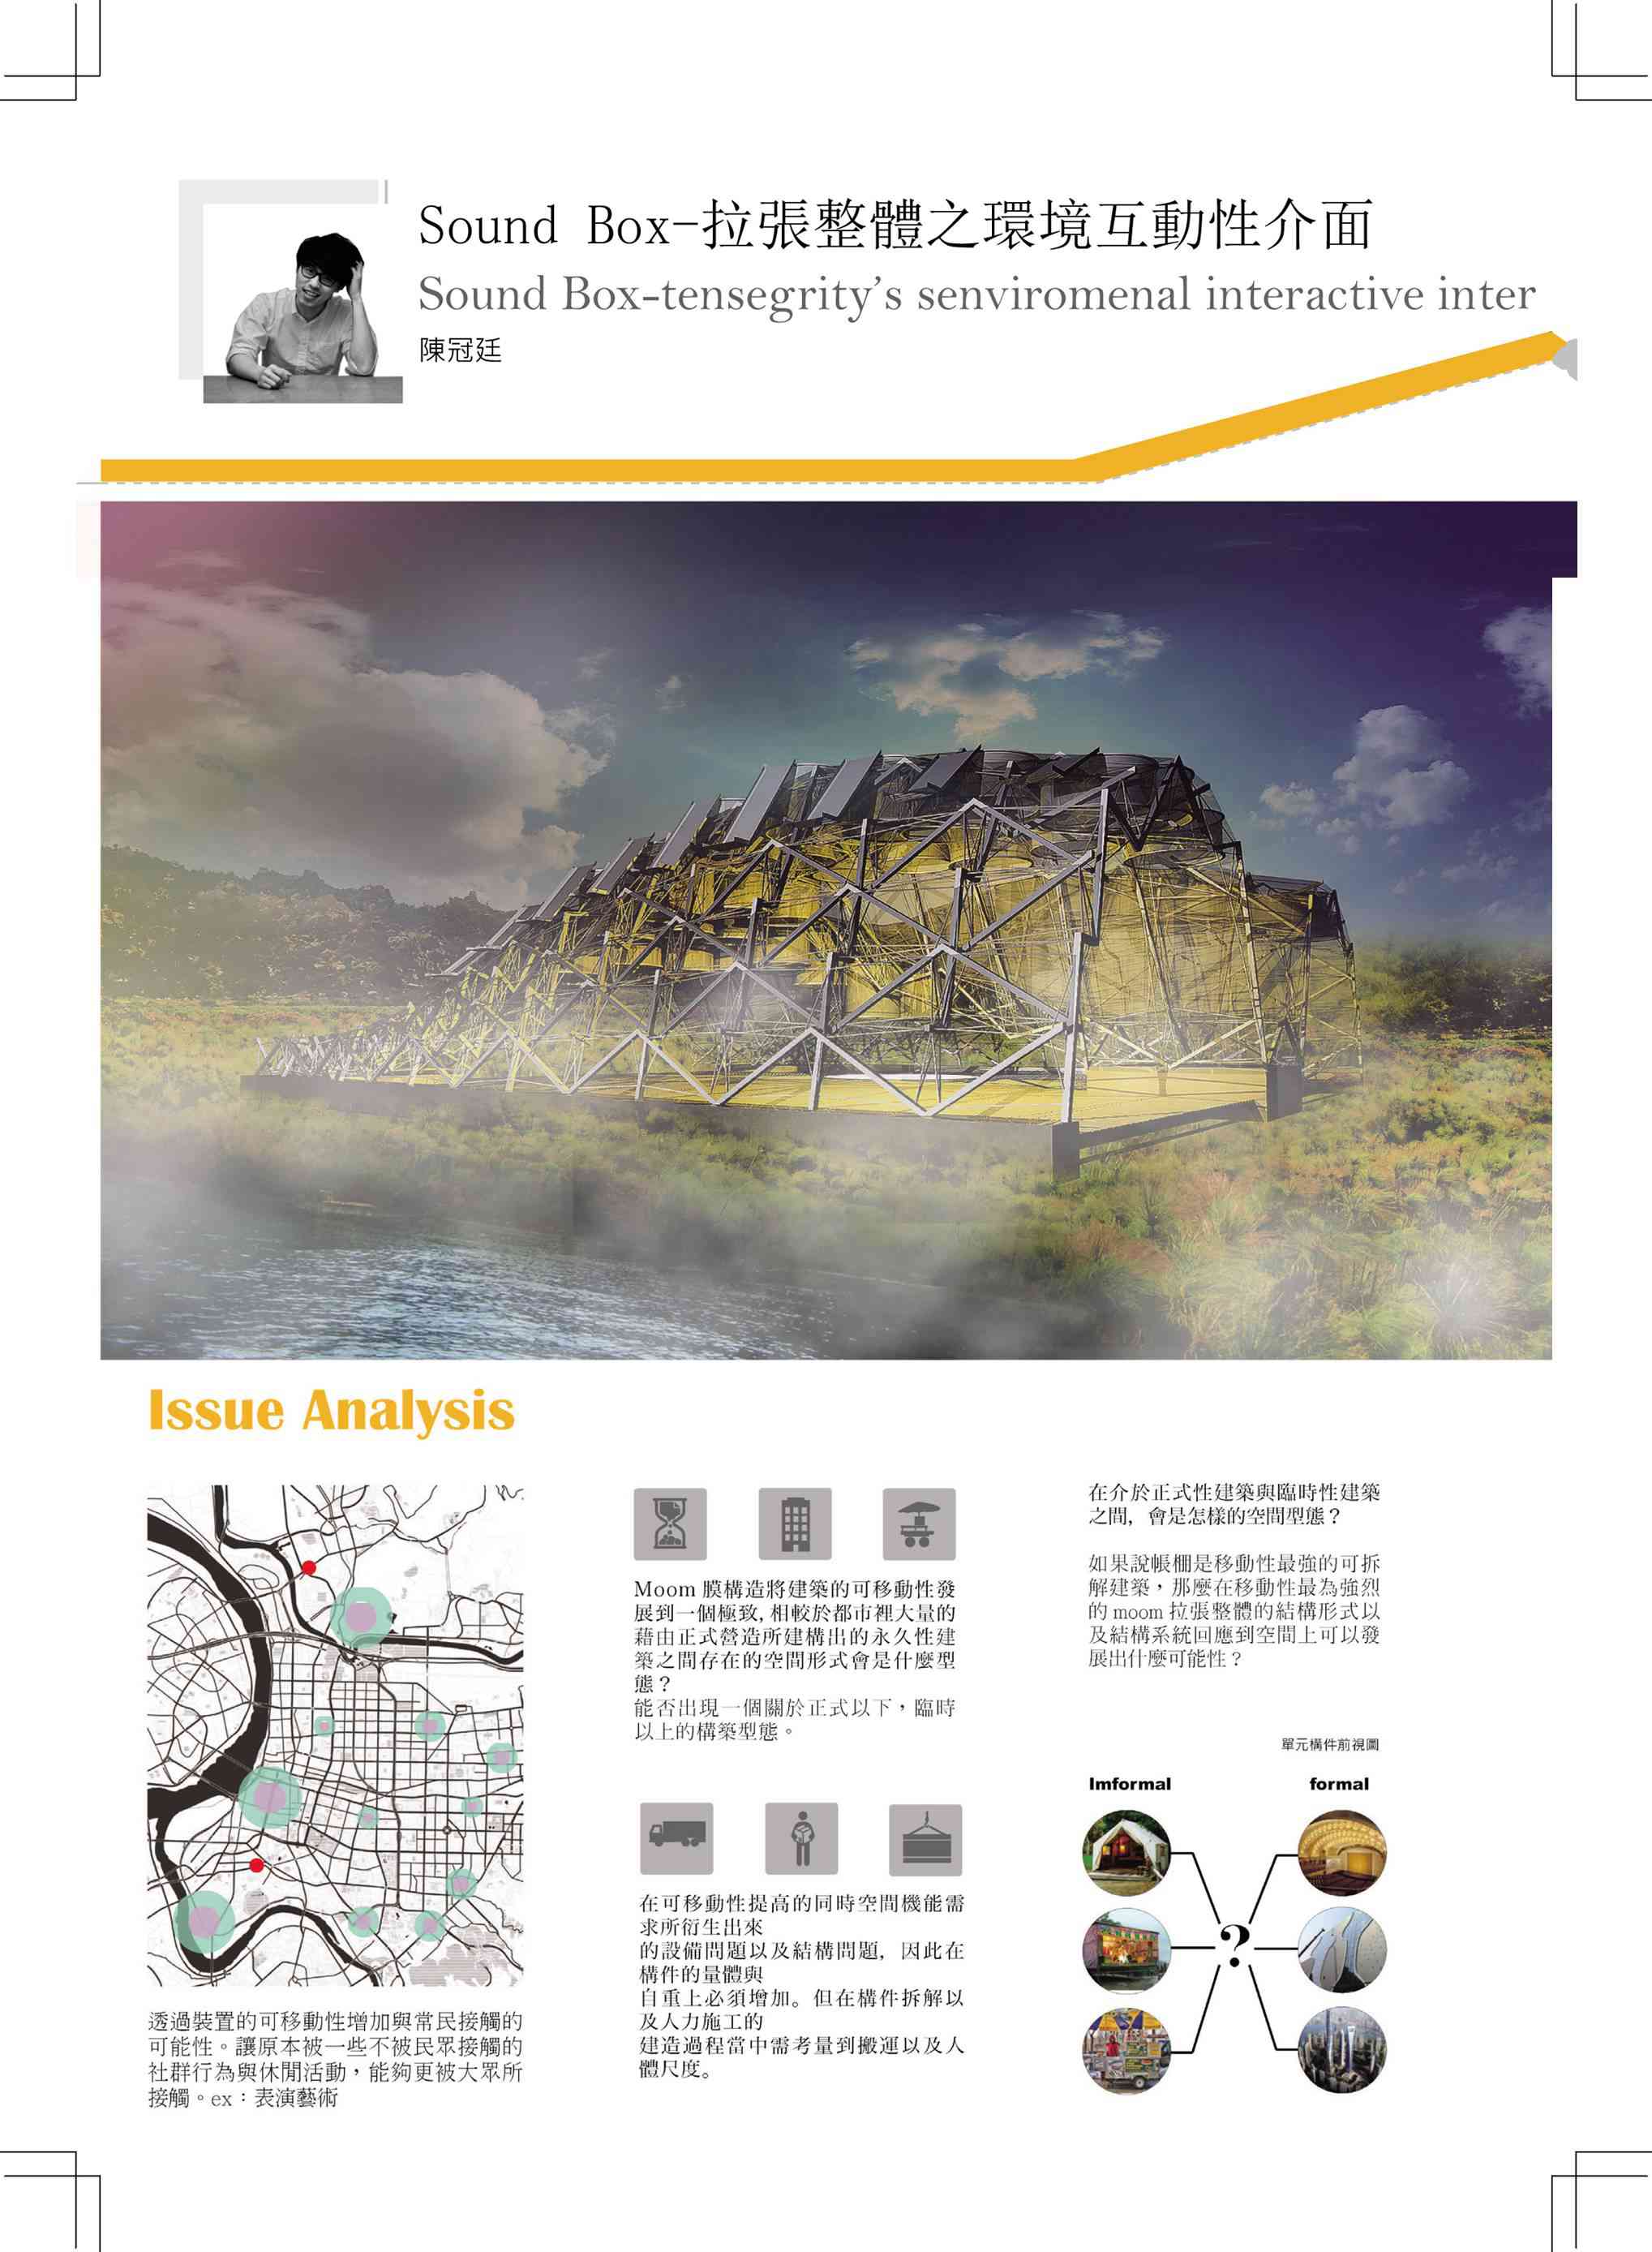 Sound Box-拉張整體之環境互動性介面
Sound Box-tensegrity's senviromenal interactive inter
陳冠廷
Issue Analysis
透過裝置的可移動性增加與常民接觸的
可能性。讓原本被一些不被民眾接觸的
社群行為與休閒活動，能夠更被大眾所
接觸。ex：表演藝術
Moom 膜構造將建築的可移動性發
展到一個極致,相較於都市裡大量的
藉由正式營造所建構出的永久性建
築之間存在的空間形式會是什麼型
態？
能否出現一個關於正式以下，臨時
以上的構築型態。
在可移動性提高的同時空間機能需
求所衍生出來
的設備問題以及結構問題, 因此在
構件的量體與
自重上必須增加。但在構件拆解以
及人力施工的
建造過程當中需考量到搬運以及人
體尺度。
在介於正式性建築與臨時性建築
之間, 會是怎樣的空間型態？
如果說帳棚是移動性最強的可拆
解建築，那麼在移動性最為強烈
的 moom 拉張整體的結構形式以
及結構系統回應到空間上可以發
展出什麼可能性？
單元構件前視圖
Imformal
formal
?